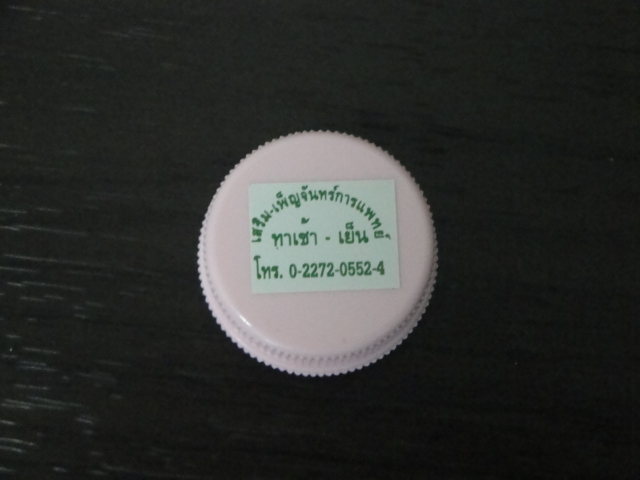 เสริม-เพ็ญจันทร์การแพทย์
ทาเช้า - เย็น
โทร. 0-2272-0552-4